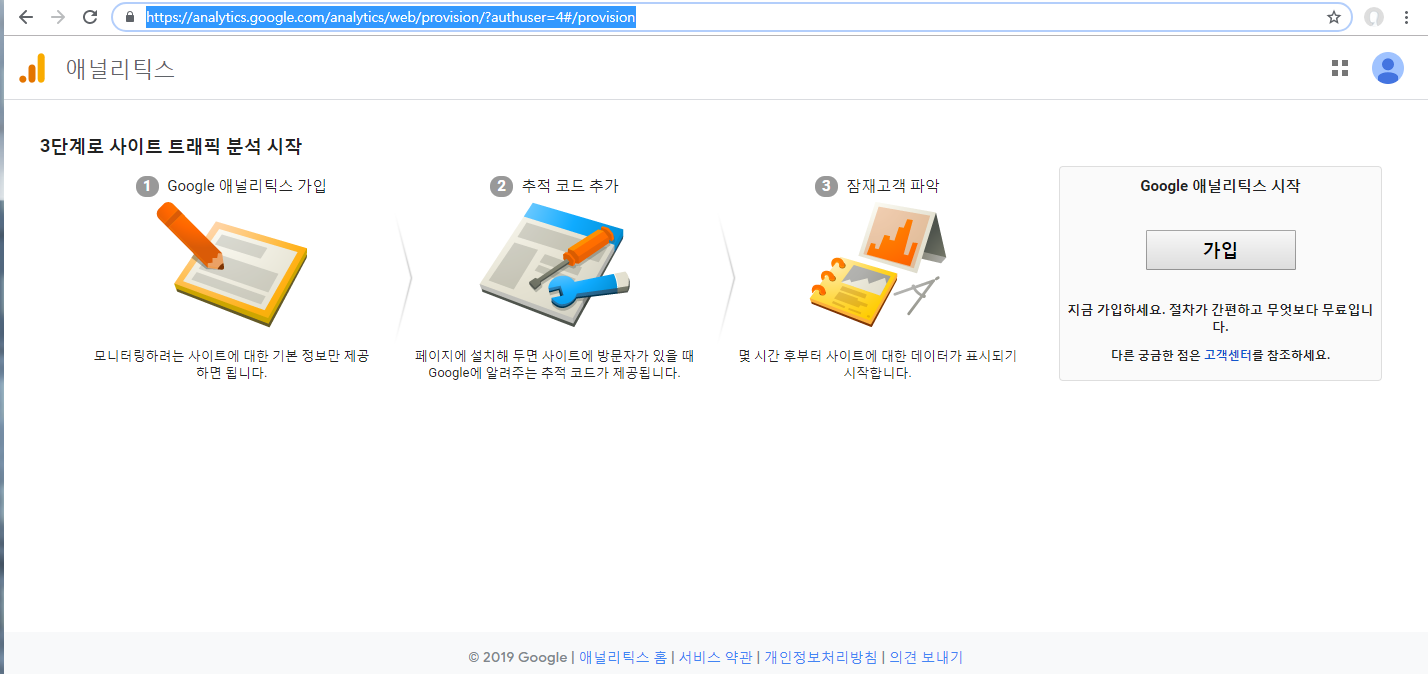 https://analytics.google.com/analytics/web/provision/?authuser=4#/provision
애널리틱스
3단계로 사이트 트래픽 분석 시작
1 Google 애널리틱스 가입
모니터링하려는 사이트에 대한 기본 정보만 제공
하면 됩니다.
2 추적 코드 추가
페이지에 설치해 두면 사이트에 방문자가 있을 때
Google에 알려주는 추적 코드가 제공됩니다.
3 잠재고객 파악
몇 시간 후부터 사이트에 대한 데이터가 표시되기
시작합니다.
Google 애널리틱스 시작
가입
지금 가입하세요. 절차가 간편하고 무엇보다 무료입니
다.
다른 궁금한 점은 고객센터를 참조하세요.
© 2019 Google | 애널리틱스 홈 | 서비스 약관 | 개인정보처리방침 | 의견 보내기